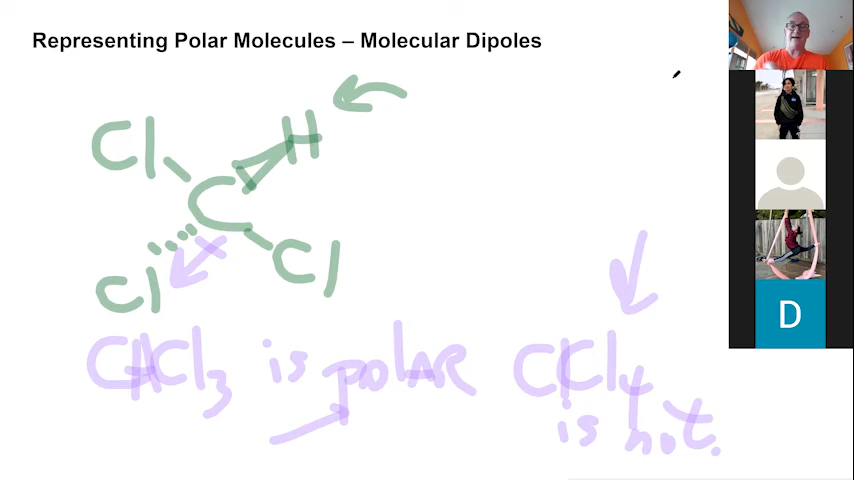 Representing Polar Molecules – Molecular Dipoles
Cl H
C
Cl Cl
CHCl3 is polar CCl4
is not.
D